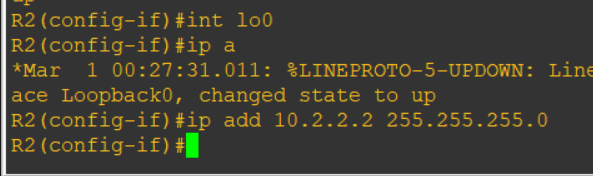 up
R2(config-if)#int lo0
R2(config-if)#ip a
*Mar  1 00:27:31.011: %LINEPROTO-5-UPDOWN: Line
ace Loopback0, changed state to up
R2(config-if)#ip add 10.2.2.2 255.255.255.0
R2(config-if)#